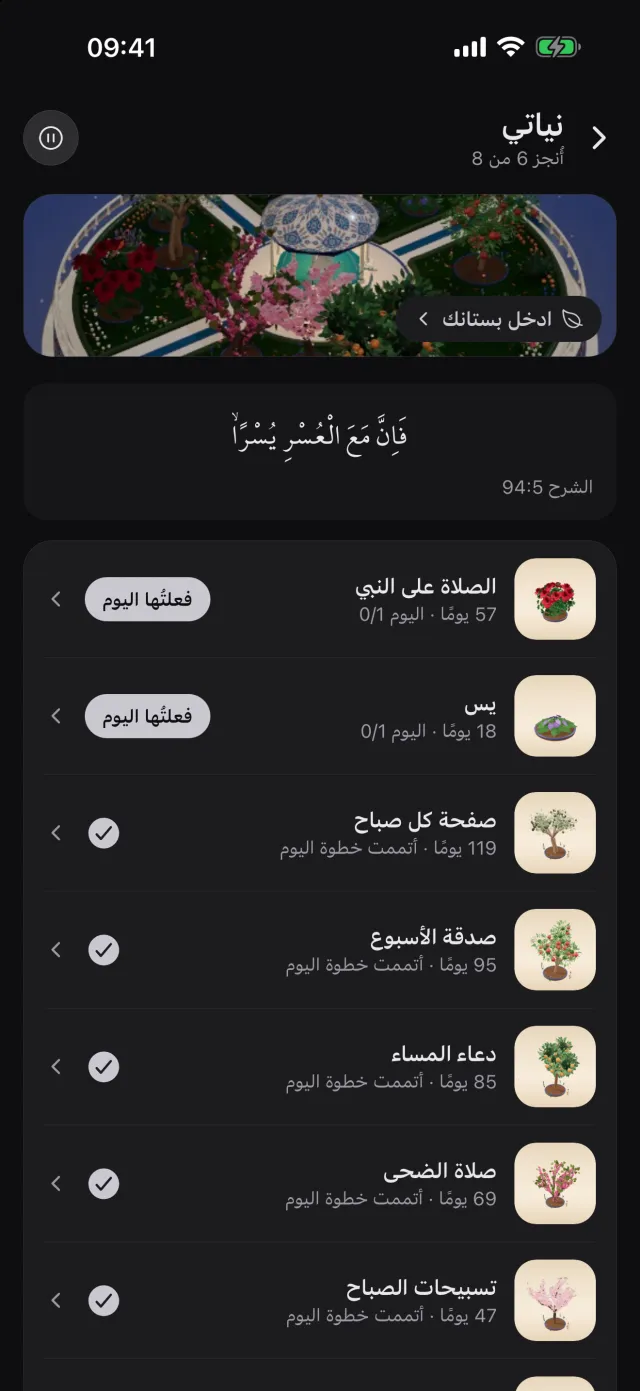 09:41
نياتي
أُنجز 6 من 8
ادخل بستانك
فَإِنَّ مَعَ الْعُسْرِ يُسْرًاۙ
الشرح 94:5
الصلاة على النبي
57 يومًا · اليوم 0/1
فعلتُها اليوم
يس
18 يومًا · اليوم 0/1
فعلتُها اليوم
صفحة كل صباح
119 يومًا · أتممت خطوة اليوم
صدقة الأسبوع
95 يومًا · أتممت خطوة اليوم
دعاء المساء
85 يومًا · أتممت خطوة اليوم
صلاة الضحى
69 يومًا · أتممت خطوة اليوم
تسبيحات الصباح
47 يومًا · أتممت خطوة اليوم